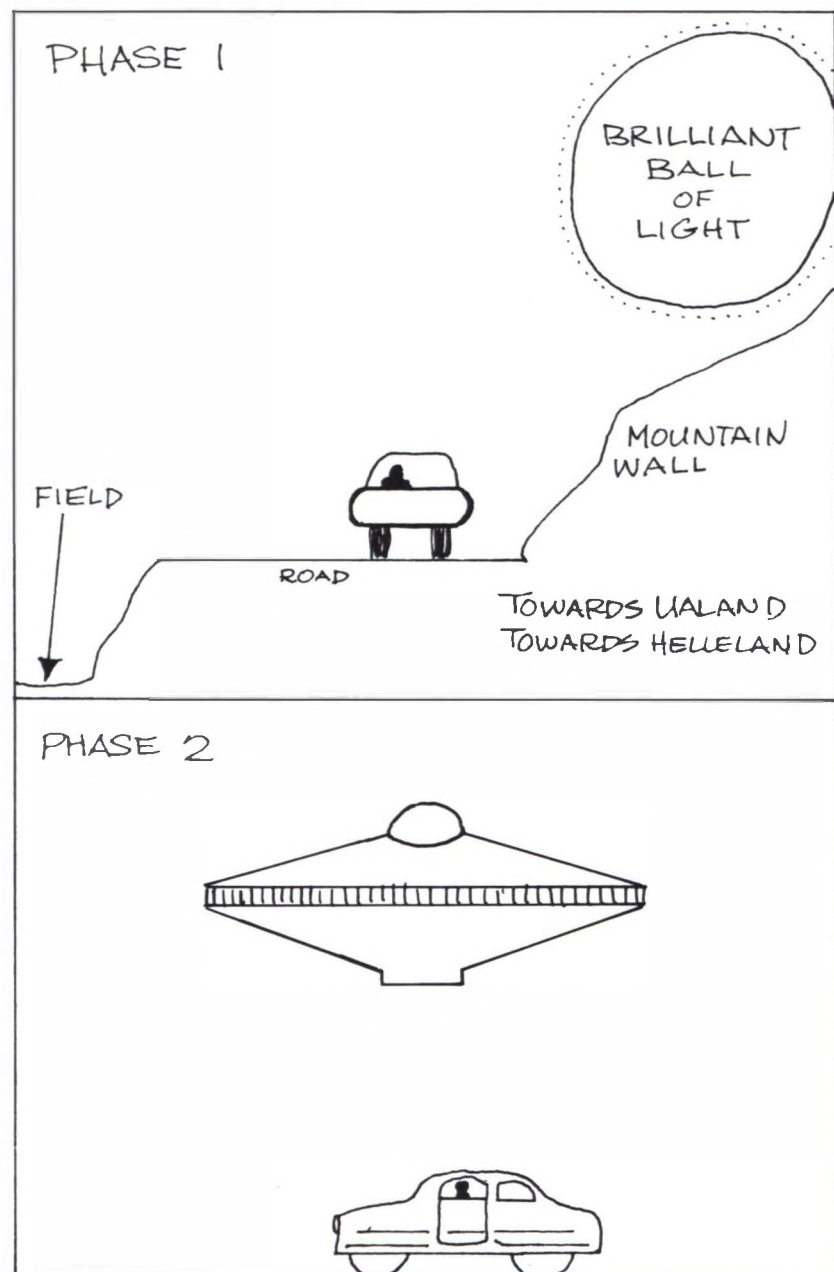 PHASE 1
BRILLIANT
BALL
OF
LIGHT
MOUNTAIN
WALL
FIELD
ROAD
TOWARDS UALAND
TOWARDS HELLELAND
PHASE 2